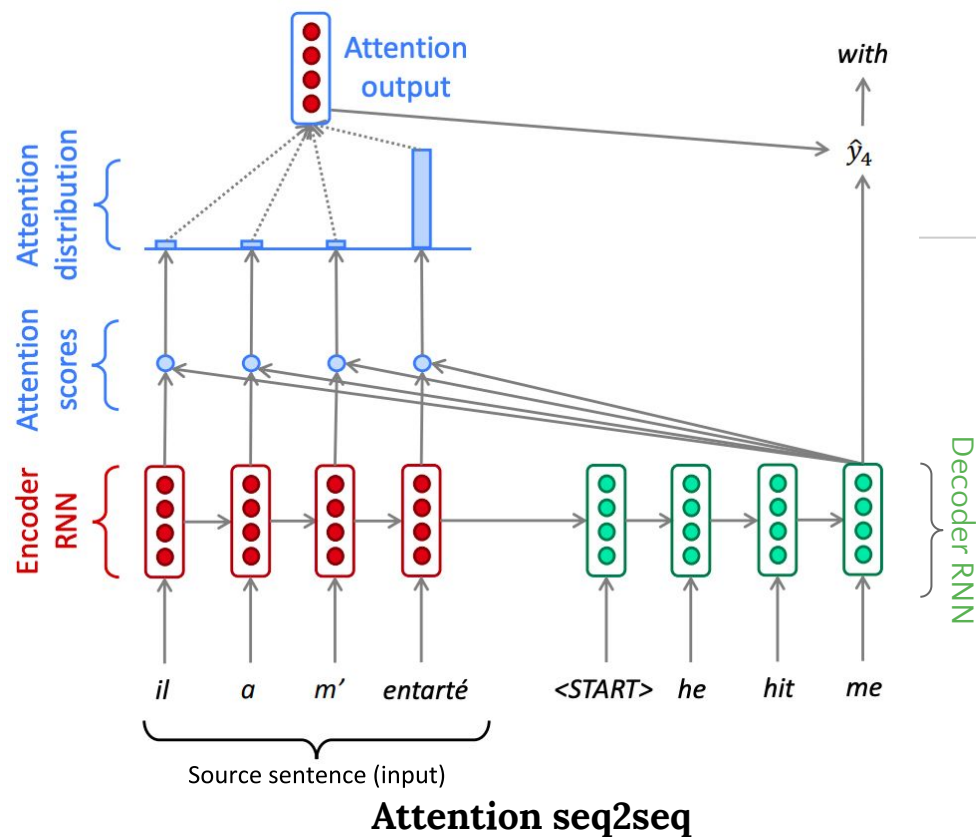 with
Attention
output
ŷ4
Attention
distribution
Attention
scores
Encoder
RNN
Decoder RNN
il a m’ entarté <START> he hit me
Source sentence (input)
Attention seq2seq